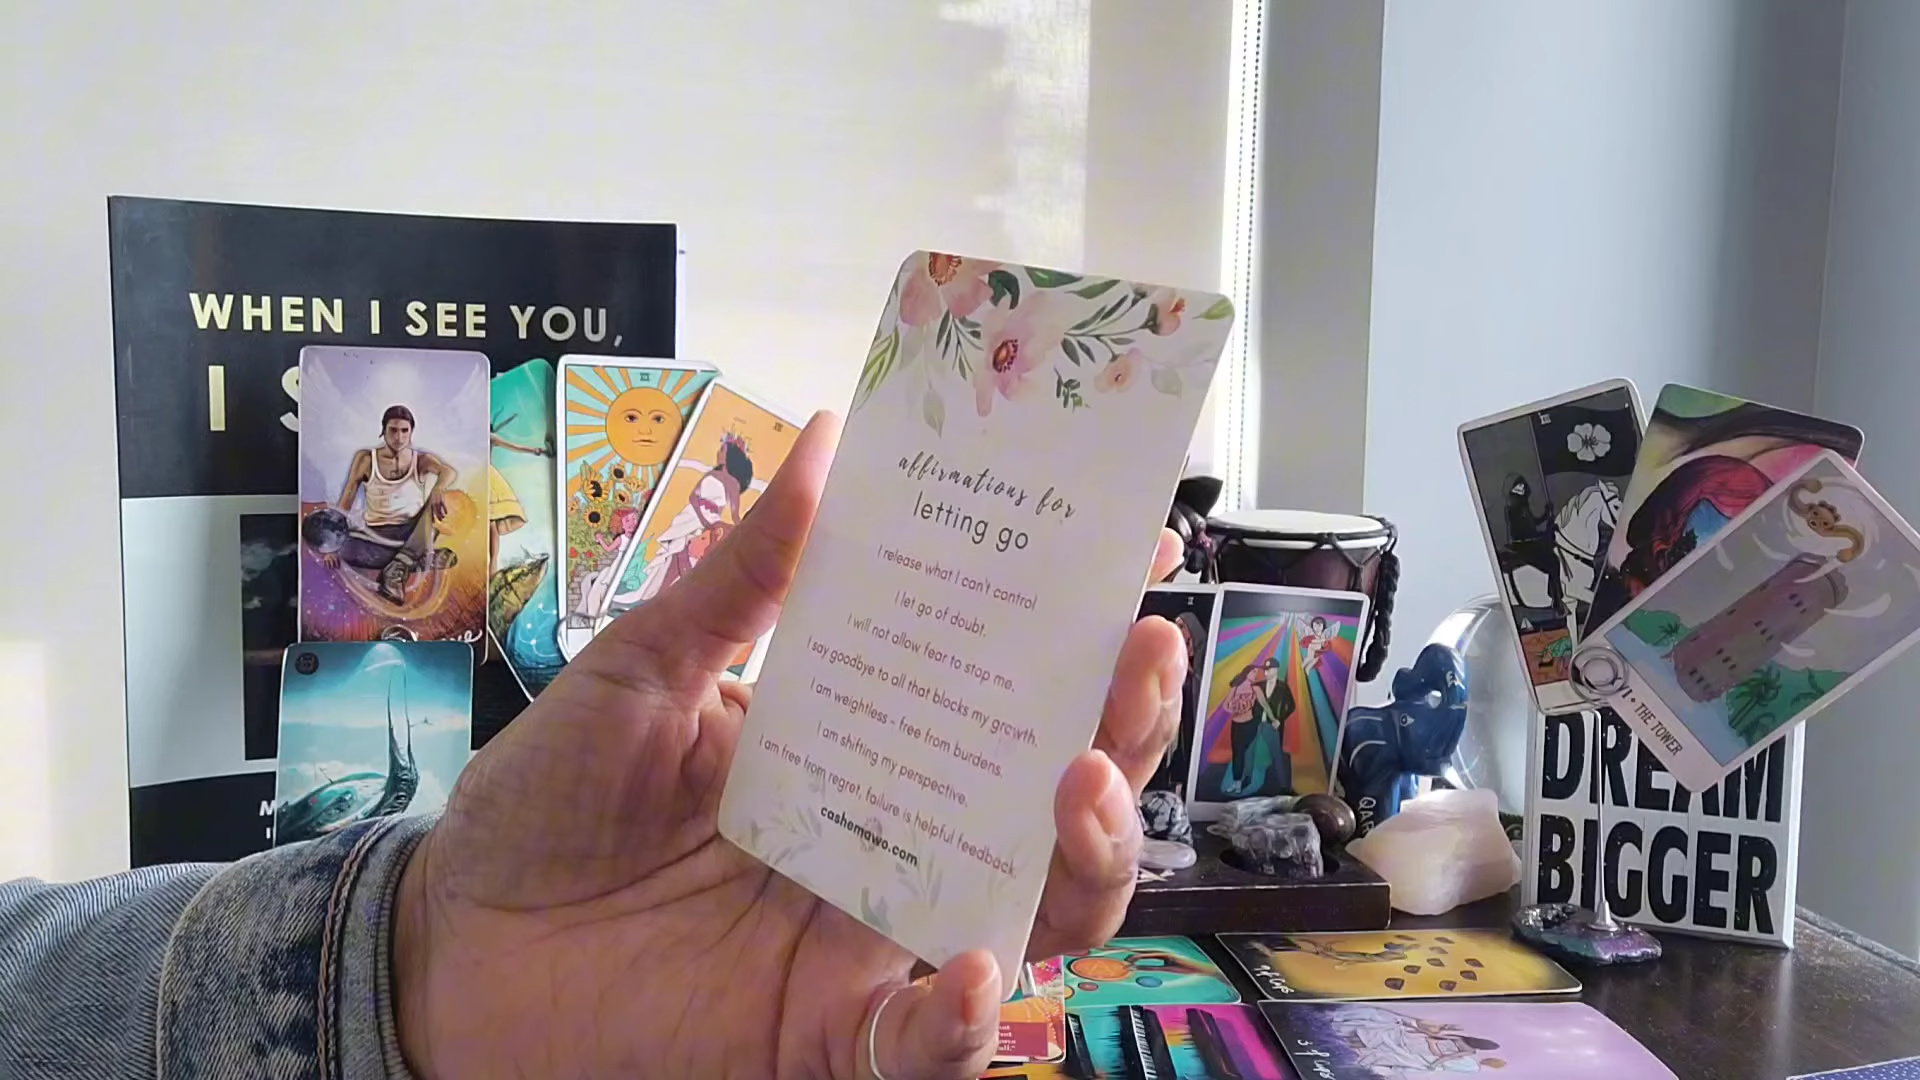 WHEN I SEE YOU,
I S
affirmations for
letting go
I release what I can't control
I let go of doubt.
I will not allow fear to stop me.
I say goodbye to all that blocks my growth.
I am weightless - free from burdens.
I am shifting my perspective.
I am free from regret, failure is helpful feedback.
cashemawo.com
XVI • THE TOWER
DREAM
BIGGER